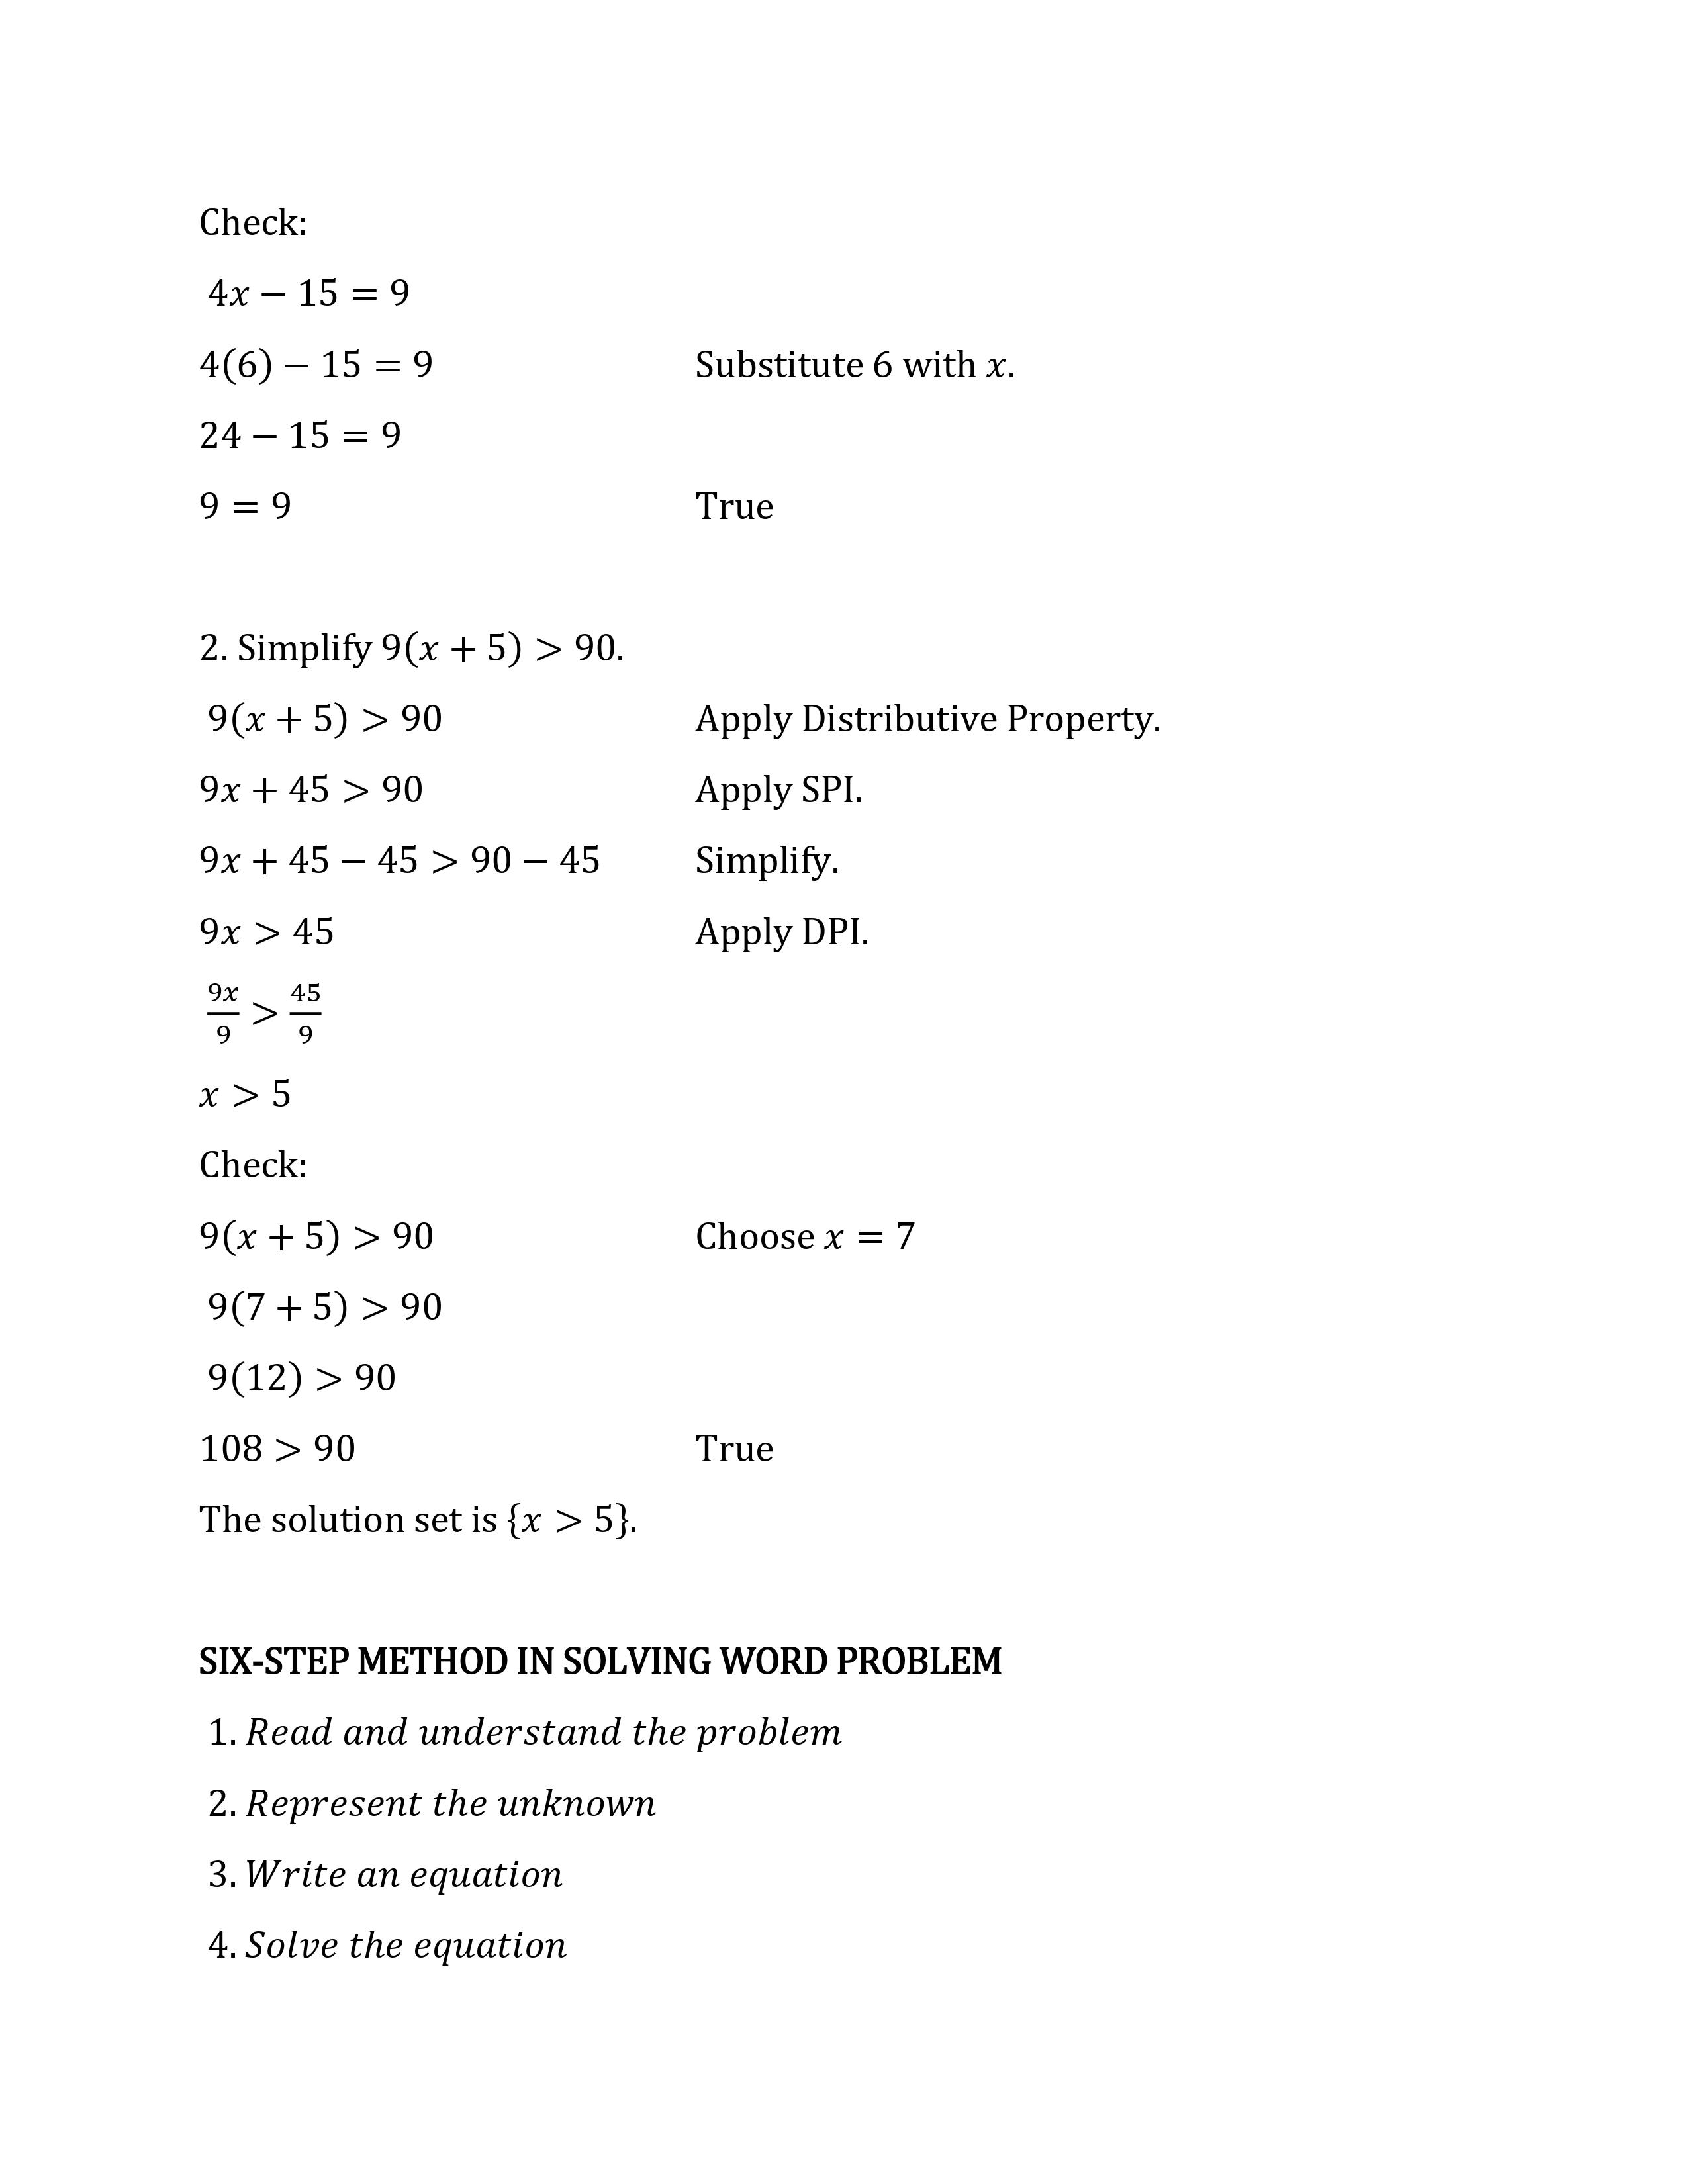 Check:
4x − 15 = 9
4(6) − 15 = 9 Substitute 6 with x.
24 − 15 = 9
9 = 9 True
2. Simplify 9(x + 5) > 90.
9(x + 5) > 90 Apply Distributive Property.
9x + 45 > 90 Apply SPI.
9x + 45 − 45 > 90 − 45 Simplify.
9x > 45 Apply DPI.
9x/9 > 45/9
x > 5
Check:
9(x + 5) > 90 Choose x = 7
9(7 + 5) > 90
9(12) > 90
108 > 90 True
The solution set is {x > 5}.
SIX-STEP METHOD IN SOLVING WORD PROBLEM
1. Read and understand the problem
2. Represent the unknown
3. Write an equation
4. Solve the equation